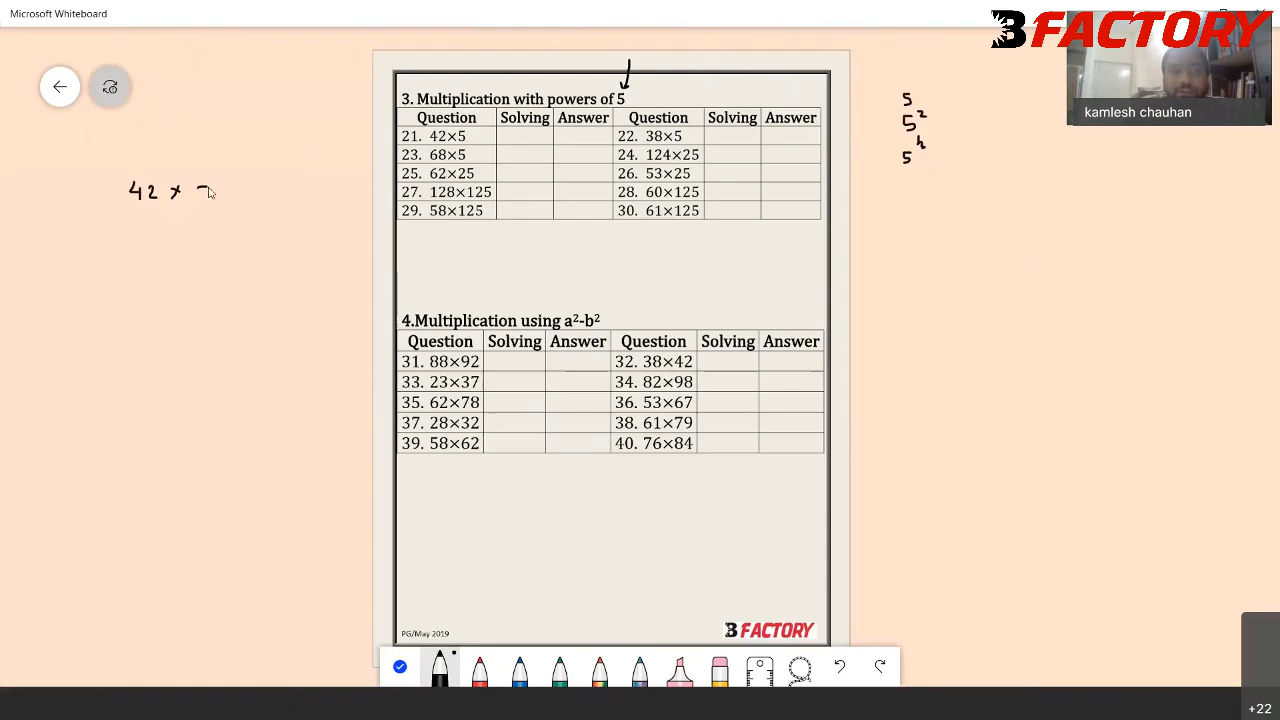 Microsoft Whiteboard
3 FACTORY
kamlesh chauhan
3. Multiplication with powers of 5
Question Solving Answer Question Solving Answer
21. 42×5 22. 38×5
23. 68×5 24. 124×25
25. 62×25 26. 53×25
27. 128×125 28. 60×125
29. 58×125 30. 61×125
5
5²
5
42 ×
4.Multiplication using a²-b²
Question Solving Answer Question Solving Answer
31. 88×92 32. 38×42
33. 23×37 34. 82×98
35. 62×78 36. 53×67
37. 28×32 38. 61×79
39. 58×62 40. 76×84
PG/May 2019
3 FACTORY
+22